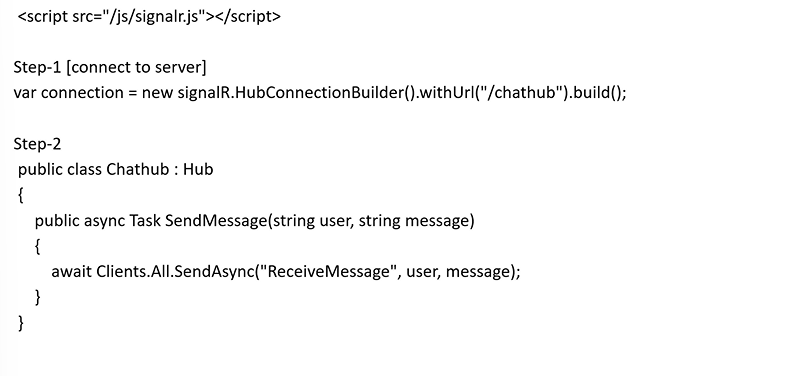 <script src="/js/signalr.js"></script>
Step-1 [connect to server]
var connection = new signalR.HubConnectionBuilder().withUrl("/chathub").build();
Step-2
public class Chathub : Hub
{
public async Task SendMessage(string user, string message)
{
await Clients.All.SendAsync("ReceiveMessage", user, message);
}
}